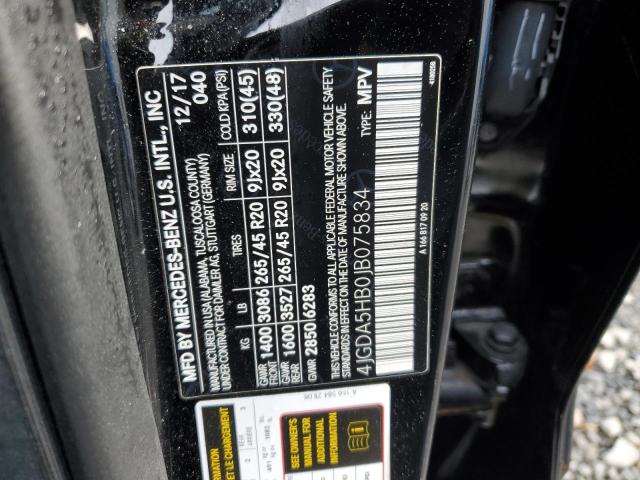 MFD BY MERCEDES-BENZ U.S. INTL., INC
MANUFACTURED IN USA (ALABAMA, TUSCALOOSA COUNTY) 12/17
UNDER CONTRACT FOR DAIMLER AG, STUTTGART (GERMANY) 040
KG LB TIRES RIM SIZE COLD KPA (PSI)
GAWR FRONT 1400 3086 265/45 R20 9Jx20 310(45)
GAWR REAR 1600 3527 265/45 R20 9Jx20 330(48)
GVWR 2850 6283
THIS VEHICLE CONFORMS TO ALL APPLICABLE FEDERAL MOTOR VEHICLE SAFETY
STANDARDS IN EFFECT ON THE DATE OF MANUFACTURE SHOWN ABOVE.
4JGDA5HB0JB075834 TYPE: MPV
A 166 817 09 20
A 166 584 28 06
SEE OWNER'S
MANUAL FOR
ADDITIONAL
INFORMATION